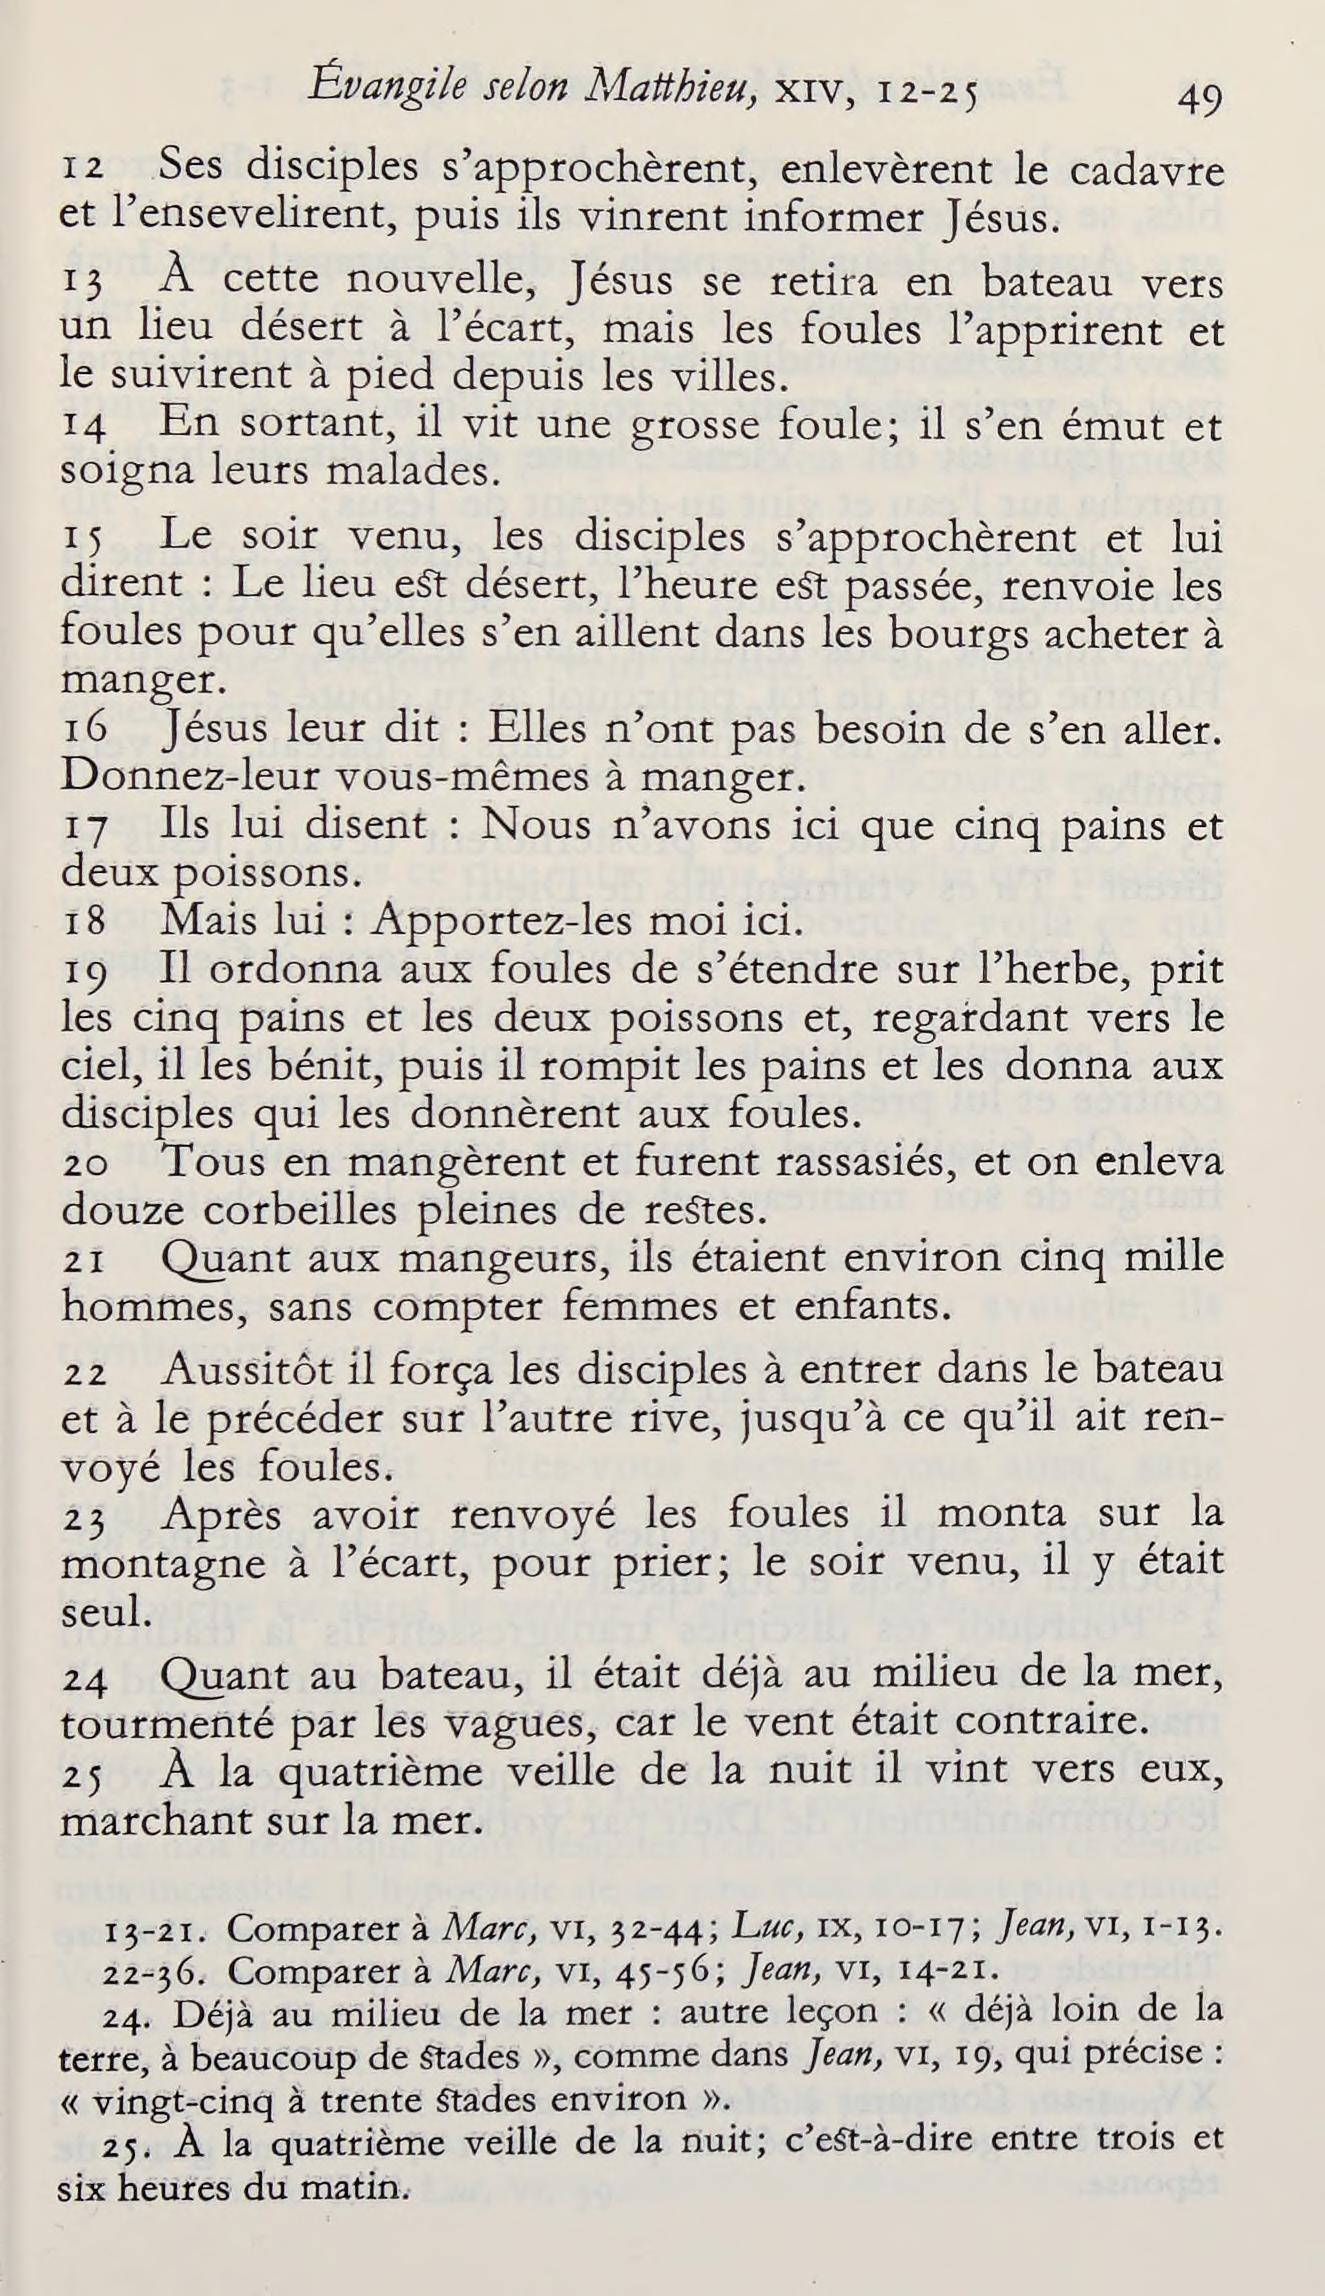 Évangile selon Matthieu, XIV, 12-25 49
12 Ses disciples s’approchèrent, enlevèrent le cadavre
et l’ensevelirent, puis ils vinrent informer Jésus.
13 À cette nouvelle, Jésus se retira en bateau vers
un lieu désert à l’écart, mais les foules l’apprirent et
le suivirent à pied depuis les villes.
14 En sortant, il vit une grosse foule; il s’en émut et
soigna leurs malades.
15 Le soir venu, les disciples s’approchèrent et lui
dirent : Le lieu est désert, l’heure est passée, renvoie les
foules pour qu’elles s’en aillent dans les bourgs acheter à
manger.
16 Jésus leur dit : Elles n’ont pas besoin de s’en aller.
Donnez-leur vous-mêmes à manger.
17 Ils lui disent : Nous n’avons ici que cinq pains et
deux poissons.
18 Mais lui : Apportez-les moi ici.
19 Il ordonna aux foules de s’étendre sur l’herbe, prit
les cinq pains et les deux poissons et, regardant vers le
ciel, il les bénit, puis il rompit les pains et les donna aux
disciples qui les donnèrent aux foules.
20 Tous en mangèrent et furent rassasiés, et on enleva
douze corbeilles pleines de restes.
21 Quant aux mangeurs, ils étaient environ cinq mille
hommes, sans compter femmes et enfants.
22 Aussitôt il força les disciples à entrer dans le bateau
et à le précéder sur l’autre rive, jusqu’à ce qu’il ait ren-
voyé les foules.
23 Après avoir renvoyé les foules il monta sur la
montagne à l’écart, pour prier; le soir venu, il y était
seul.
24 Quant au bateau, il était déjà au milieu de la mer,
tourmenté par les vagues, car le vent était contraire.
25 À la quatrième veille de la nuit il vint vers eux,
marchant sur la mer.
13-21. Comparer à Marc, VI, 32-44; Luc, IX, 10-17; Jean, VI, 1-13.
22-36. Comparer à Marc, VI, 45-56; Jean, VI, 14-21.
24. Déjà au milieu de la mer : autre leçon : « déjà loin de la
terre, à beaucoup de stades », comme dans Jean, VI, 19, qui précise :
« vingt-cinq à trente stades environ ».
25. À la quatrième veille de la nuit; c’est-à-dire entre trois et
six heures du matin.